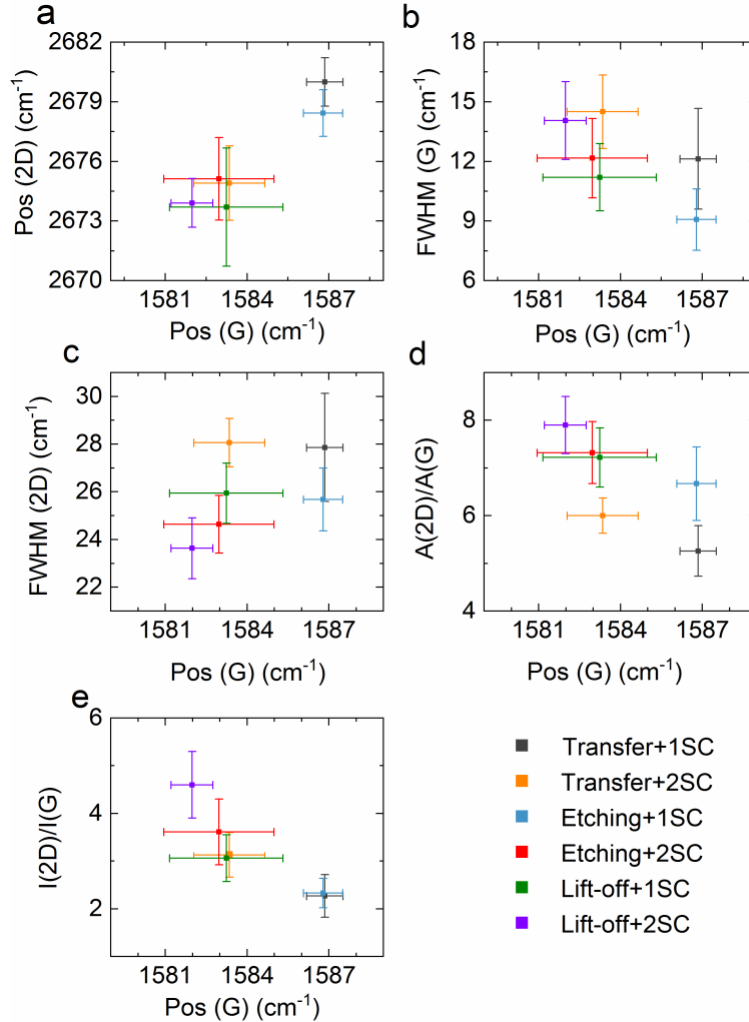 a
2682
2679
2676
2673
2670
Pos (2D) (cm-1)
1581 1584 1587
Pos (G) (cm-1)
b
18
15
12
9
6
FWHM (G) (cm-1)
1581 1584 1587
Pos (G) (cm-1)
c
30
28
26
24
22
FWHM (2D) (cm-1)
1581 1584 1587
Pos (G) (cm-1)
d
8
6
4
A(2D)/A(G)
1581 1584 1587
Pos (G) (cm-1)
e
6
4
2
I(2D)/I(G)
1581 1584 1587
Pos (G) (cm-1)
Transfer+1SC
Transfer+2SC
Etching+1SC
Etching+2SC
Lift-off+1SC
Lift-off+2SC